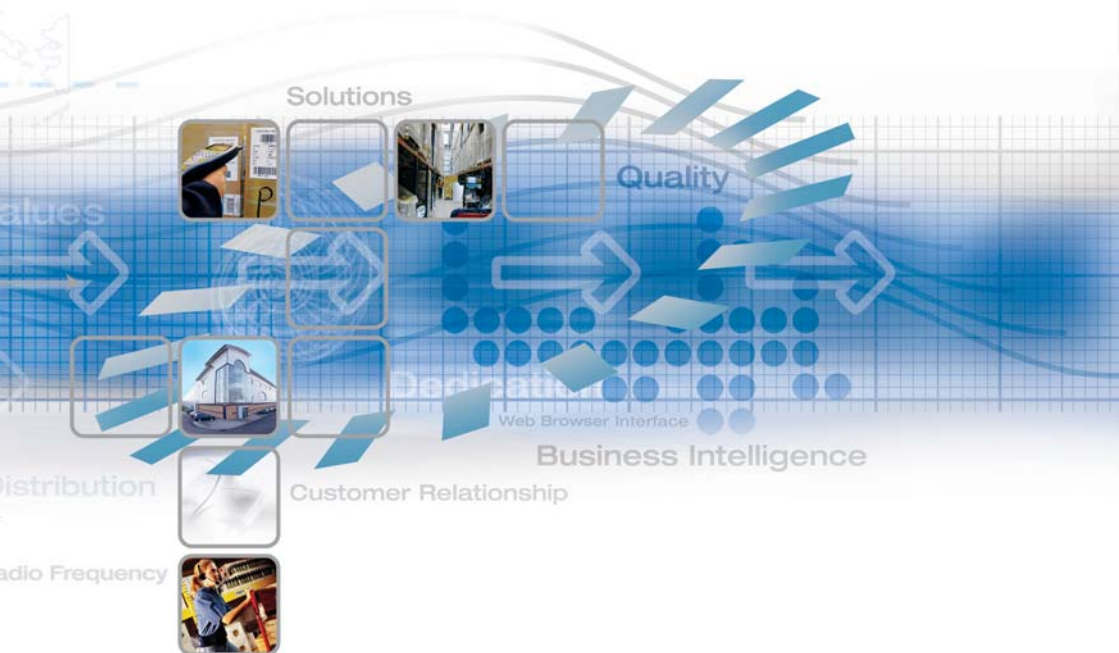 Solutions
Quality
alues
Dedication
Web Browser Interface
Business Intelligence
Distribution
Customer Relationship
adio Frequency